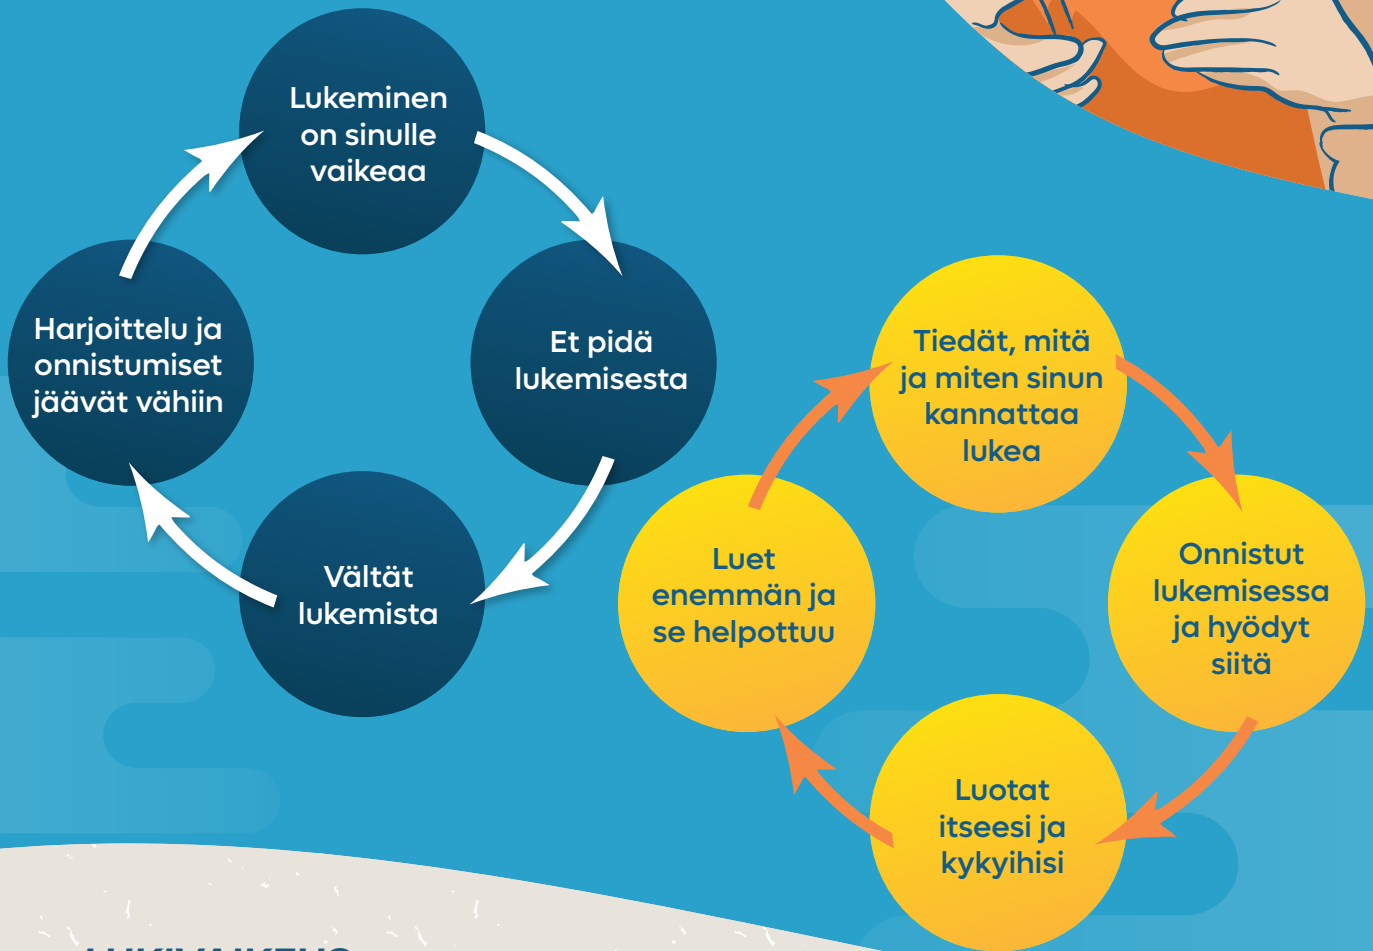 Lukeminen
on sinulle
vaikeaa
Et pidä
lukemisesta
Vältät
lukemista
Harjoittelu ja
onnistumiset
jäävät vähiin
Tiedät, mitä
ja miten sinun
kannattaa
lukea
Onnistut
lukemisessa
ja hyödyt
siitä
Luotat
itseesi ja
kykyihisi
Luet
enemmän ja
se helpottuu
LUKIVAIKEUS